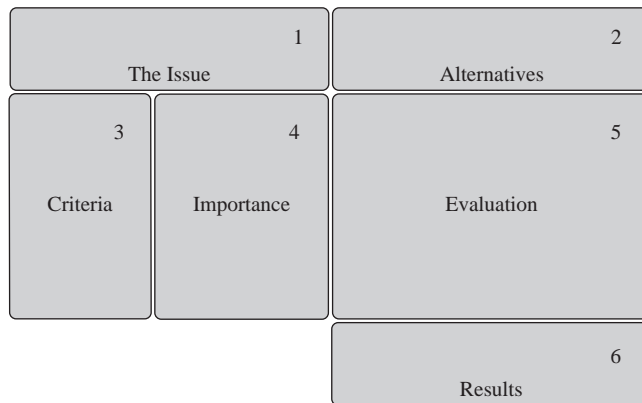 1
The Issue
2
Alternatives
3
Criteria
4
Importance
5
Evaluation
6
Results